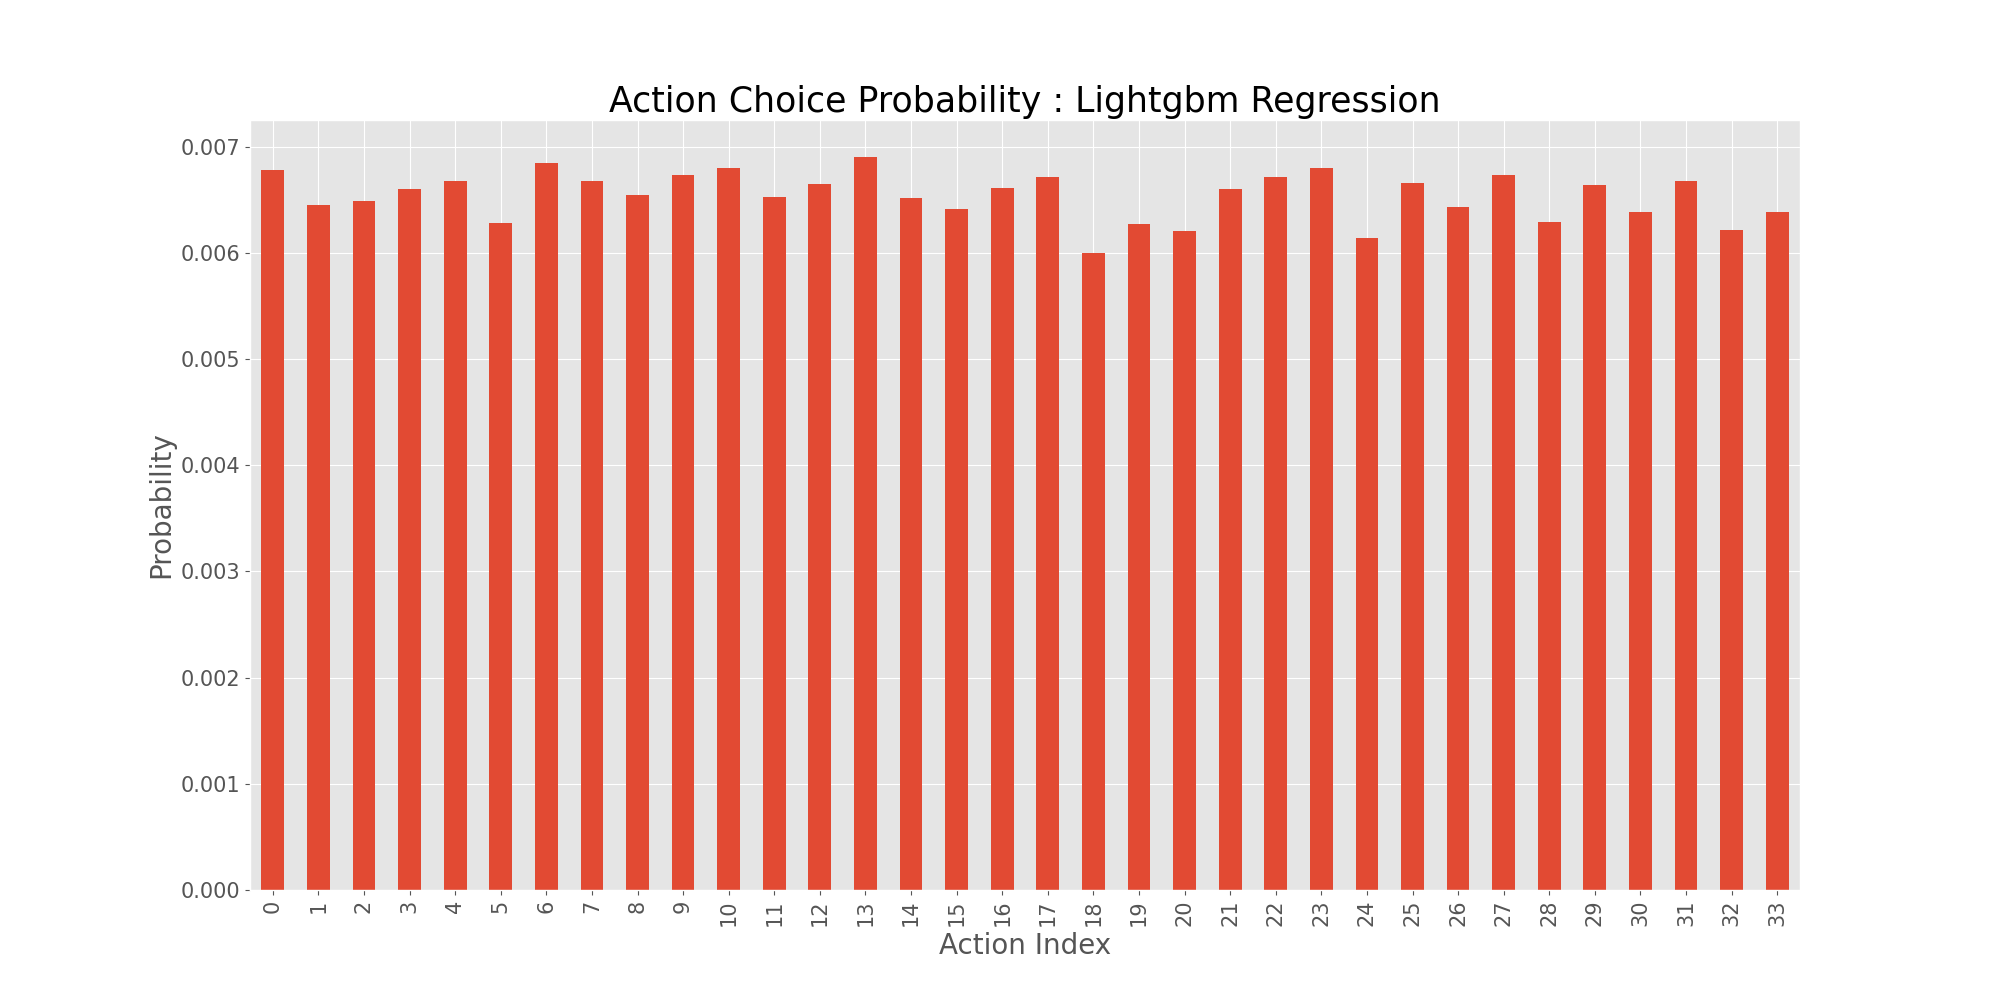 Action Choice Probability : Lightgbm Regression
0.007
0.006
0.005
0.004
0.003
0.002
0.001
0.000
Probability
0 1 2 3 4 5 6 7 8 9 10 11 12 13 14 15 16 17 18 19 20 21 22 23 24 25 26 27 28 29 30 31 32 33
Action Index